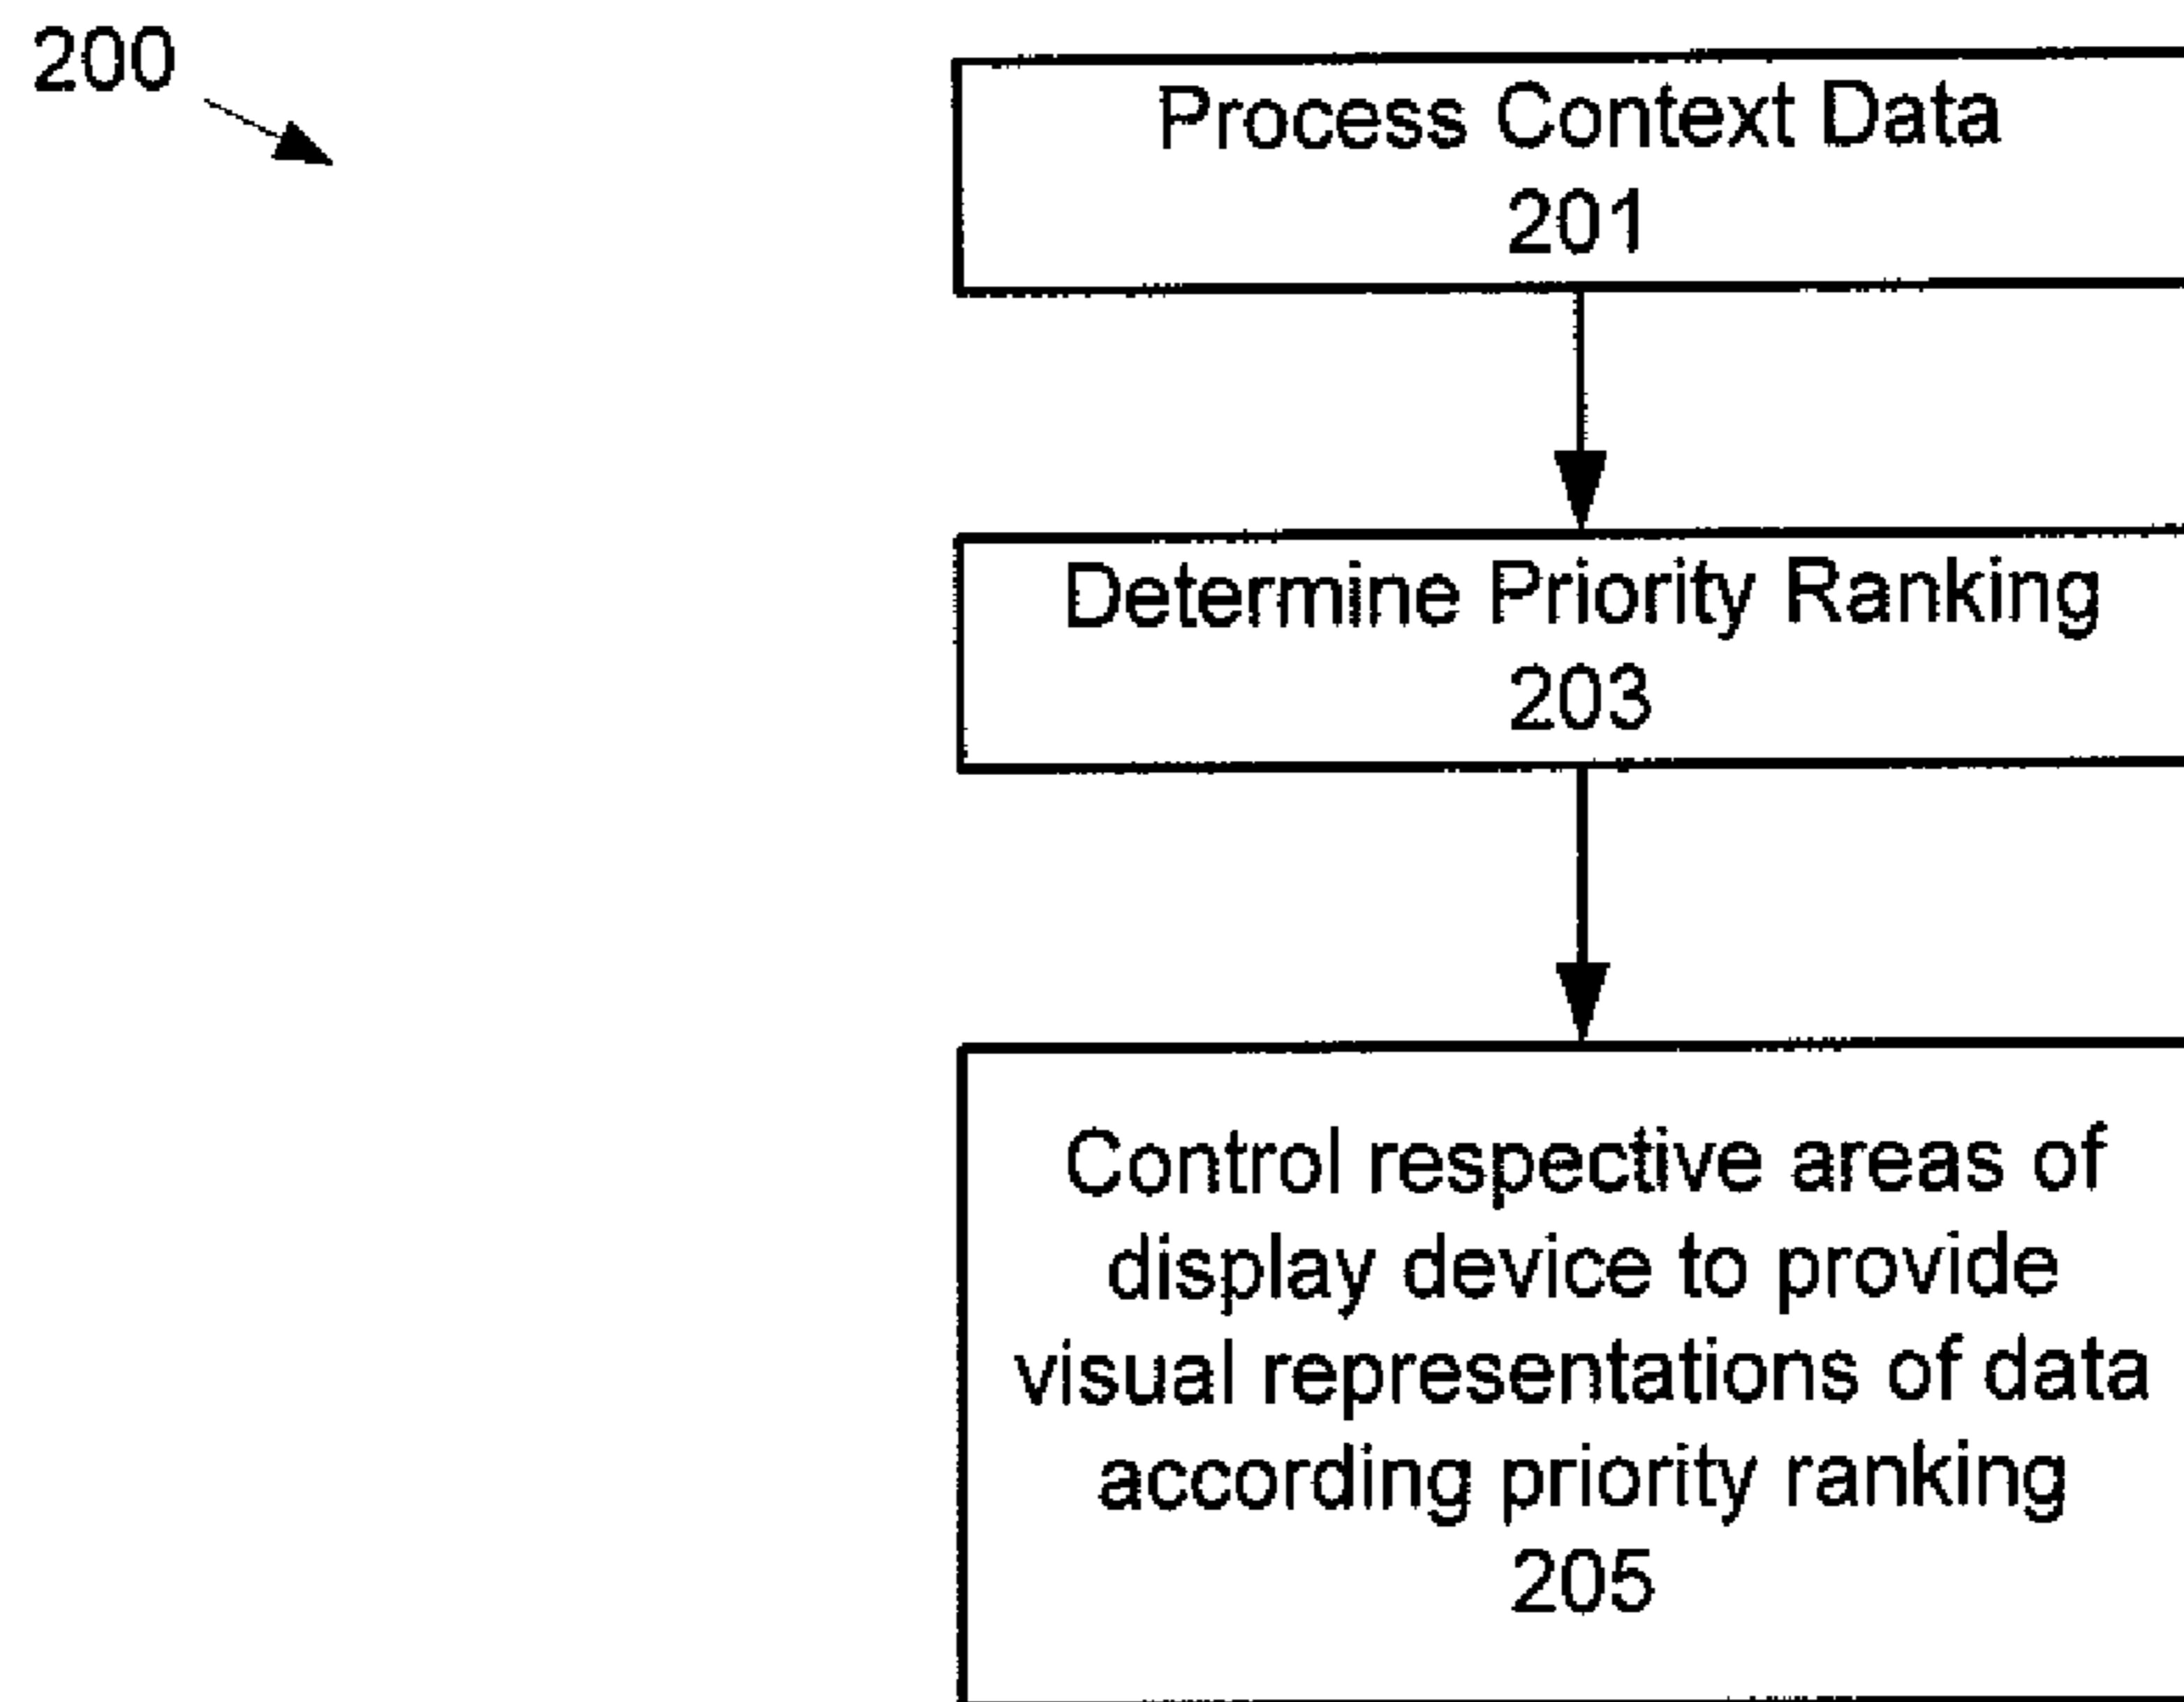 200
Process Context Data
201
Determine Priority Ranking
203
Control respective areas of
display device to provide
visual representations of data
according priority ranking
205